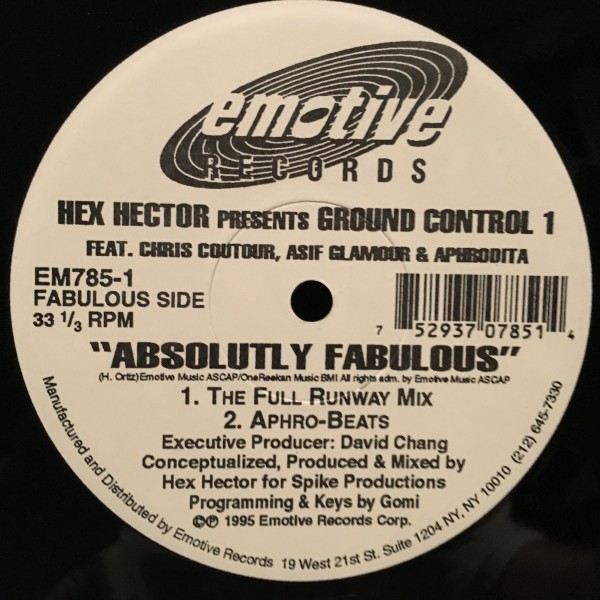 emotive
RECORDS
HEX HECTOR PRESENTS GROUND CONTROL 1
FEAT. CHRIS COUTOUR, ASIF GLAMOUR & APHRODITA
EM785-1
FABULOUS SIDE
33 1/3 RPM
7 52937 07851 4
"ABSOLUTLY FABULOUS"
(H. Ortiz) Emotive Music ASCAP/OneReekan Music BMI All rights adm. by Emotive Music ASCAP
1. THE FULL RUNWAY MIX
2. APHRO-BEATS
Executive Producer: David Chang
Conceptualized, Produced & Mixed by
Hex Hector for Spike Productions
Programming & Keys by Gomi
©℗ 1995 Emotive Records Corp.
Manufactured and Distributed by Emotive Records 19 West 21st St. Suite 1204 NY, NY 10010 (212) 645-7330